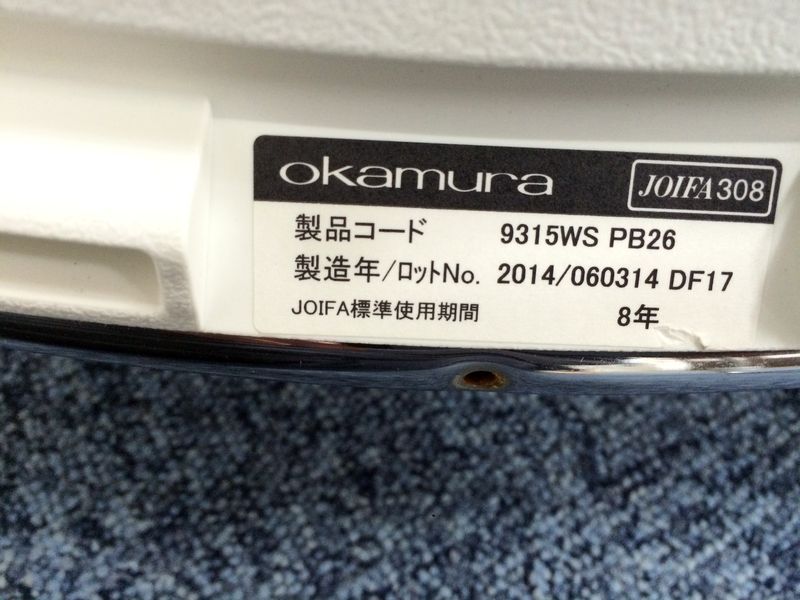 okamura JOIFA308
製品コード 9315WS PB26
製造年/ロットNo. 2014/060314 DF17
JOIFA標準使用期間 8年